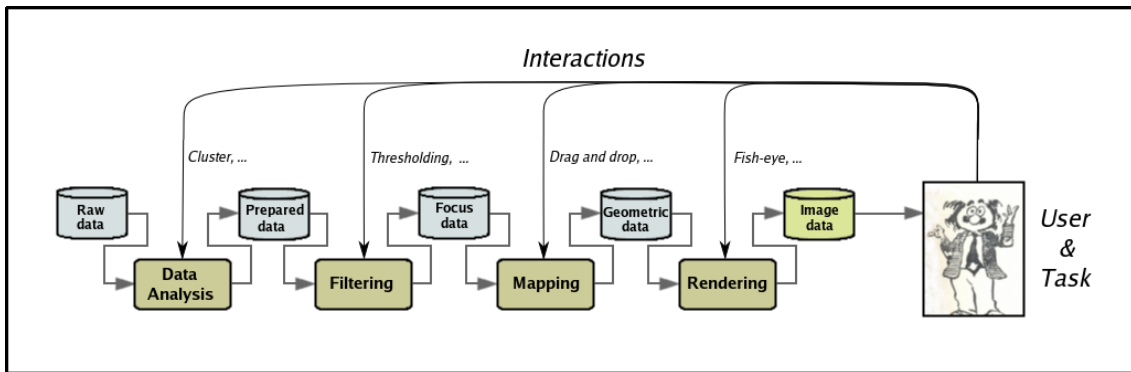 Interactions
Cluster, ...
Thresholding, ...
Drag and drop, ...
Fish-eye, ...
Raw
data
Prepared
data
Focus
data
Geometric
data
Image
data
Data
Analysis
Filtering
Mapping
Rendering
User
&
Task